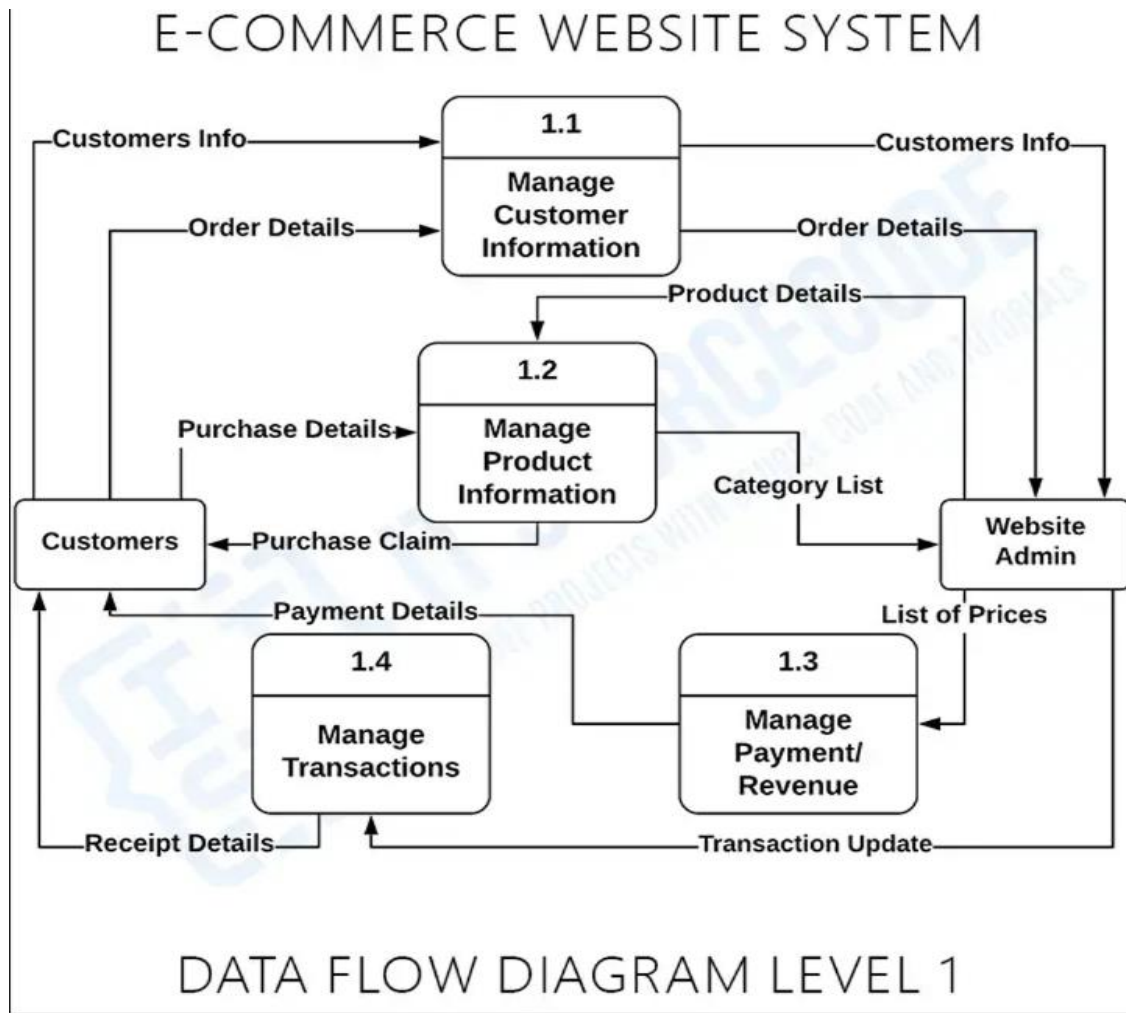 E-COMMERCE WEBSITE SYSTEM
1.1
Customers Info
Customers Info
Manage
Customer
Information
Order Details
Order Details
Product Details
1.2
Purchase Details
Manage
Product
Information
Category List
Customers
Purchase Claim
Website
Admin
Payment Details
List of Prices
1.4
1.3
Manage
Transactions
Manage
Payment/
Revenue
Receipt Details
Transaction Update
DATA FLOW DIAGRAM LEVEL 1